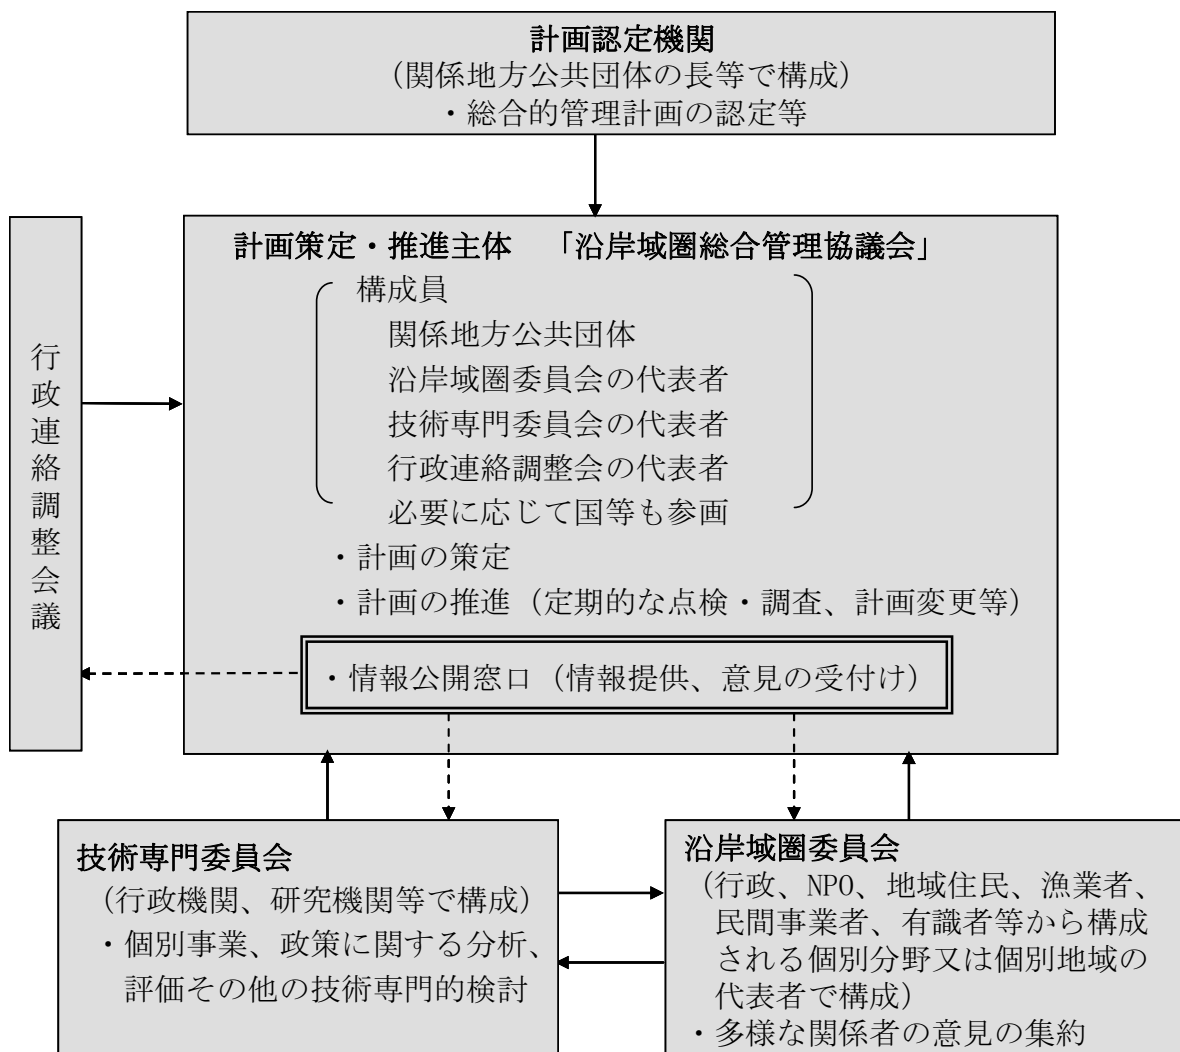 計画認定機関
（関係地方公共団体の長等で構成）
・総合的管理計画の認定等
行政連絡調整会議
計画策定・推進主体　「沿岸域圏総合管理協議会」
構成員
関係地方公共団体
沿岸域圏委員会の代表者
技術専門委員会の代表者
行政連絡調整会の代表者
必要に応じて国等も参画
・計画の策定
・計画の推進（定期的な点検・調査、計画変更等）
・情報公開窓口（情報提供、意見の受付け）
技術専門委員会
（行政機関、研究機関等で構成）
・個別事業、政策に関する分析、
評価その他の技術専門的検討
沿岸域圏委員会
（行政、NPO、地域住民、漁業者、
民間事業者、有識者等から構成
される個別分野又は個別地域の
代表者で構成）
・多様な関係者の意見の集約